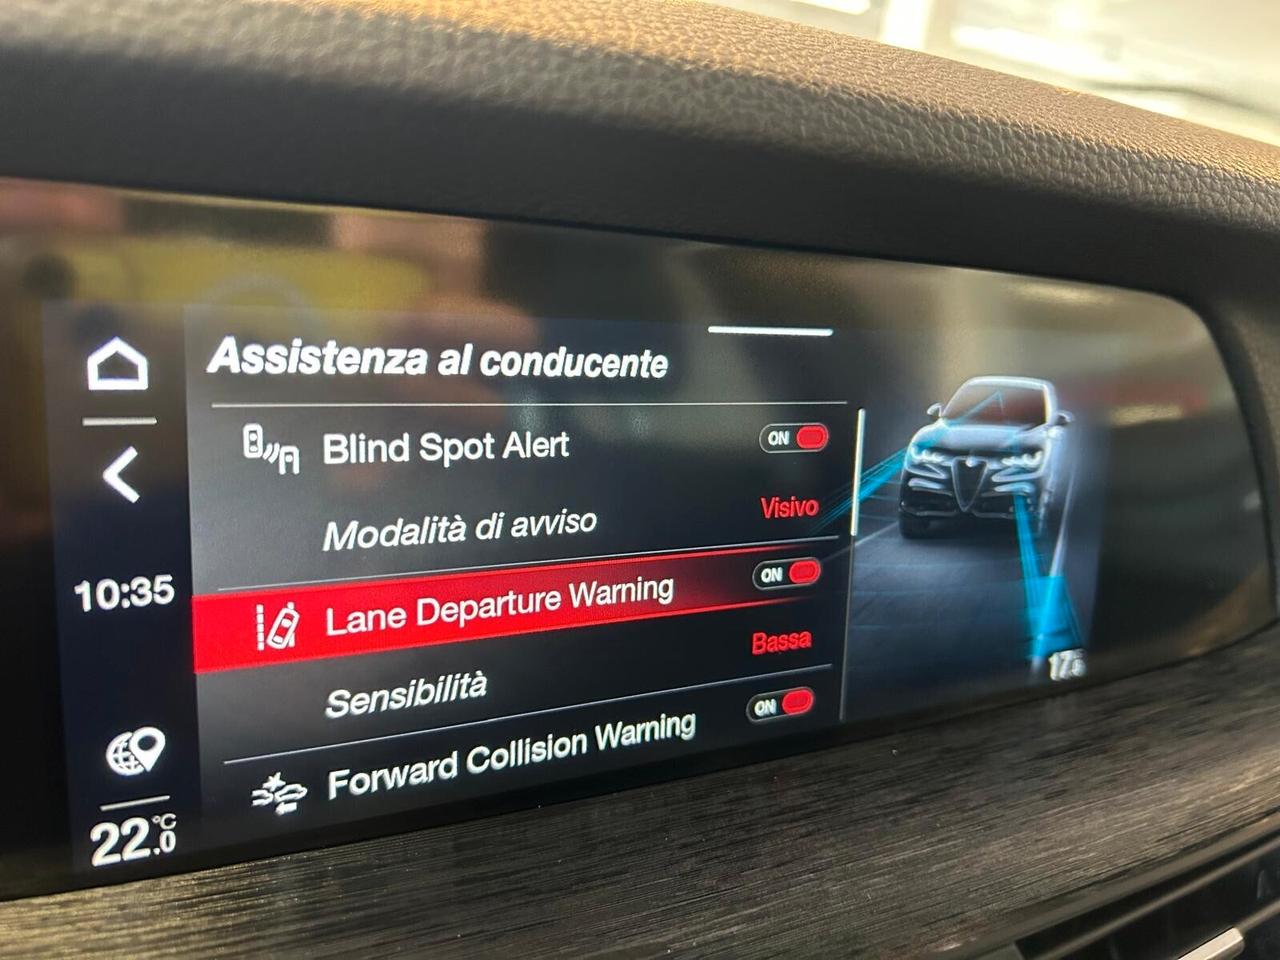 Assistenza al conducente
Blind Spot Alert ON
Modalità di avviso Visivo
Lane Departure Warning ON
Sensibilità Bassa
Forward Collision Warning ON
10:35
22.0 °C